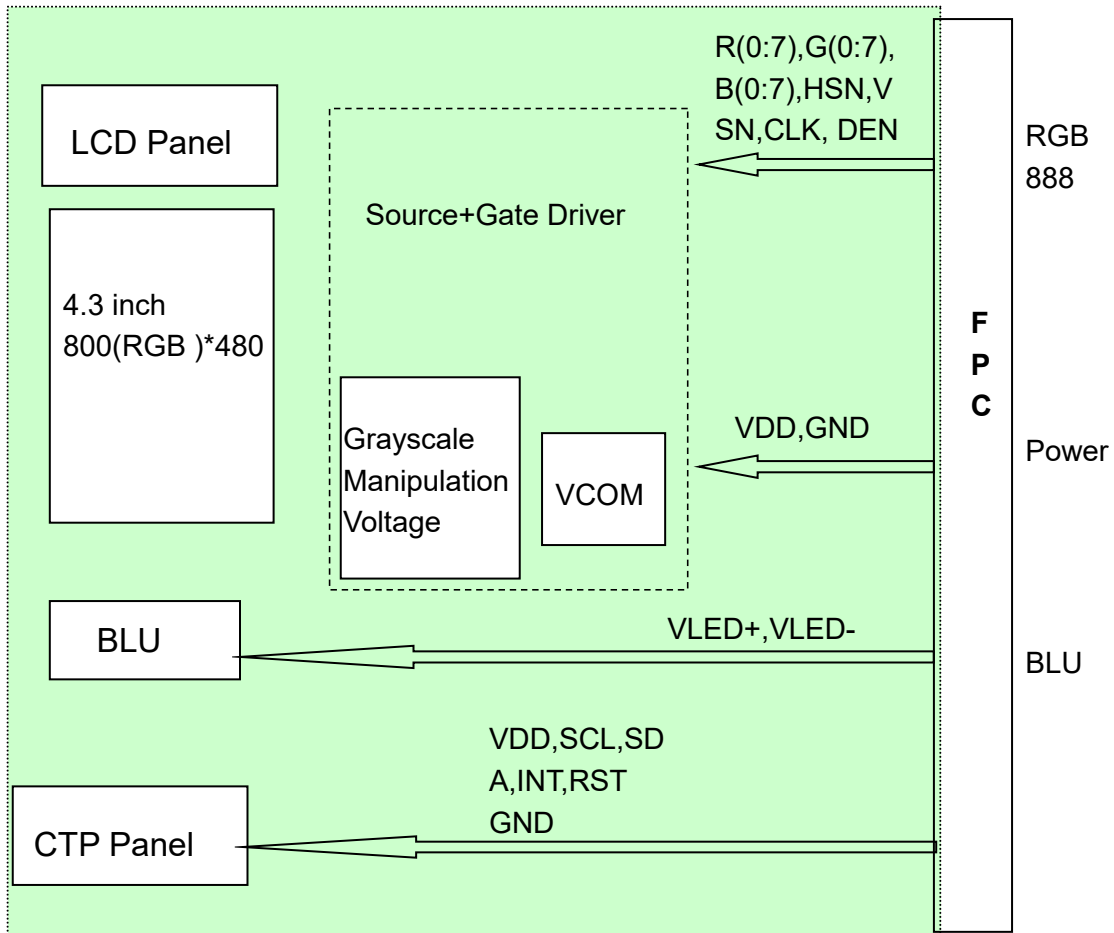 R(0:7),G(0:7),
B(0:7),HSN,V
SN,CLK, DEN
RGB
888
LCD Panel
Source+Gate Driver
4.3 inch
800(RGB )*480
F
P
C
Grayscale
Manipulation
Voltage
VCOM
VDD,GND
Power
BLU
VLED+,VLED-
BLU
VDD,SCL,SD
A,INT,RST
GND
CTP Panel